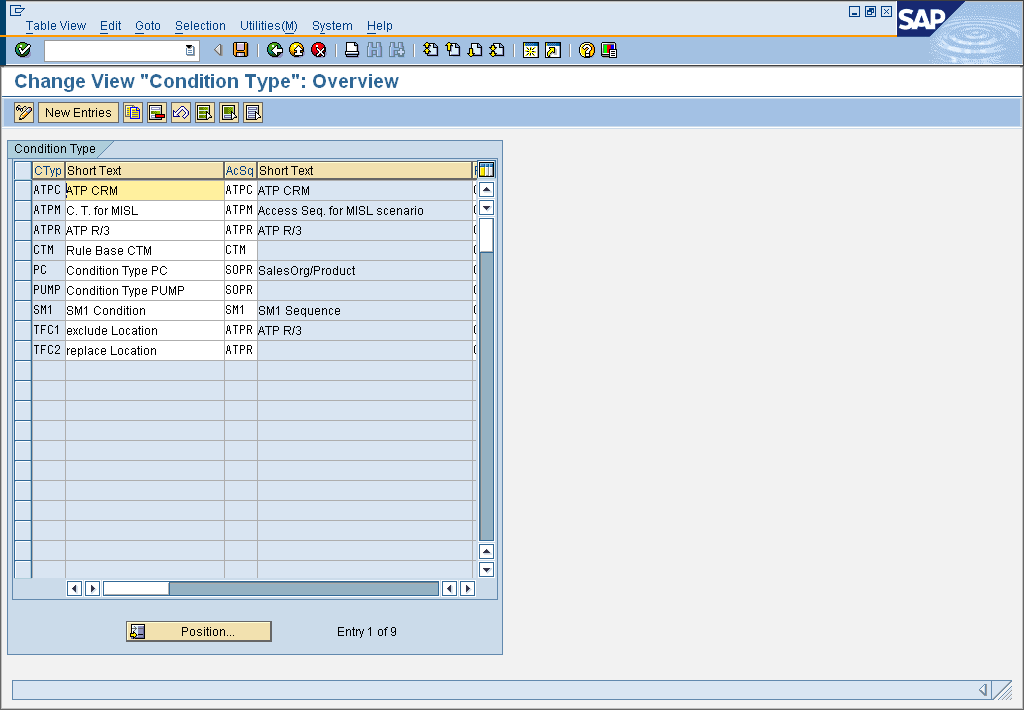 Table View Edit Goto Selection Utilities(M) System Help
SAP
Change View "Condition Type": Overview
New Entries
Condition Type
CTyp Short Text AcSq Short Text
ATPC ATP CRM ATPC ATP CRM
ATPM C. T. for MISL ATPM Access Seq. for MISL scenario
ATPR ATP R/3 ATPR ATP R/3
CTM Rule Base CTM CTM
PC Condition Type PC SOPR SalesOrg/Product
PUMP Condition Type PUMP SOPR
SM1 SM1 Condition SM1 SM1 Sequence
TFC1 exclude Location ATPR ATP R/3
TFC2 replace Location ATPR
Position... Entry 1 of 9